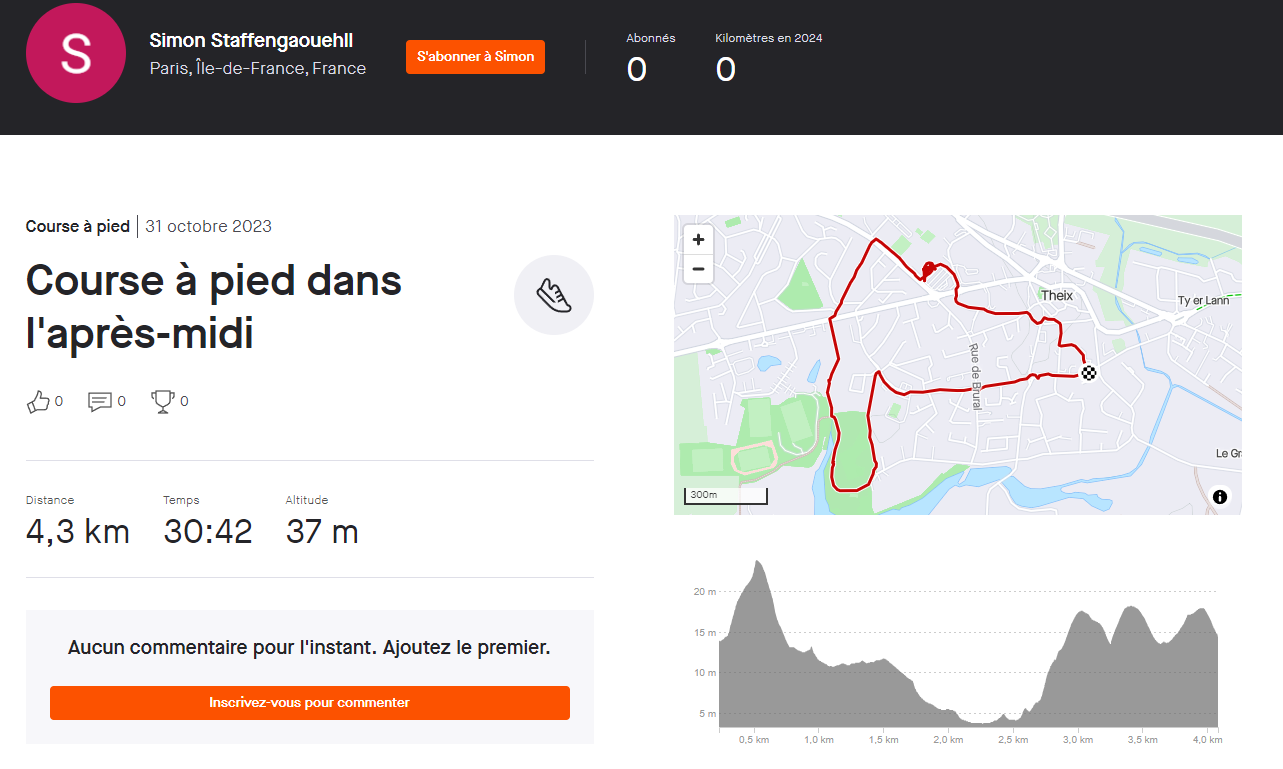 S
Simon Staffengaouehll
Paris, Île-de-France, France
S'abonner à Simon
Abonnés
0
Kilomètres en 2024
0
Course à pied | 31 octobre 2023
Course à pied dans
l'après-midi
0
0
0
Distance
4,3 km
Temps
30:42
Altitude
37 m
Aucun commentaire pour l'instant. Ajoutez le premier.
Inscrivez-vous pour commenter
+
−
Theix
Ty er Lann
Rue de Brural
Le Gr
300m
20 m
15 m
10 m
5 m
0,5 km
1,0 km
1,5 km
2,0 km
2,5 km
3,0 km
3,5 km
4,0 km